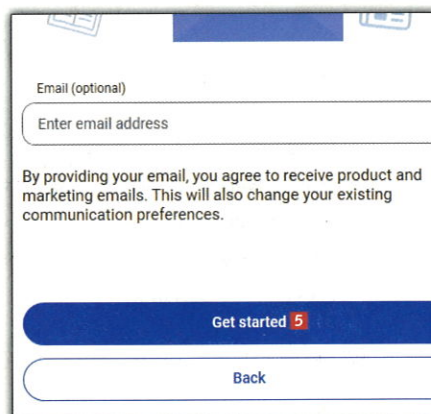 Email (optional)
Enter email address
By providing your email, you agree to receive product and
marketing emails. This will also change your existing
communication preferences.
Get started 5
Back